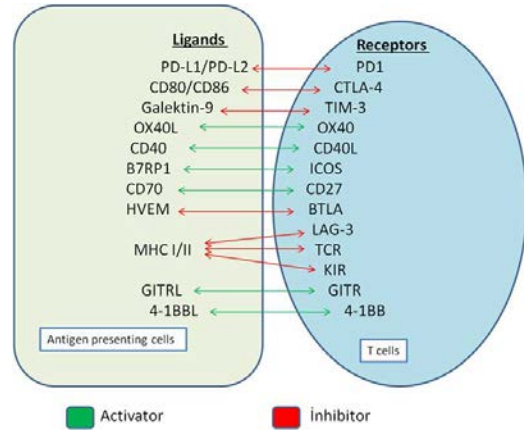 Ligands Receptors
PD-L1/PD-L2 PD1
CD80/CD86 CTLA-4
Galektin-9 TIM-3
OX40L OX40
CD40 CD40L
B7RP1 ICOS
CD70 CD27
HVEM BTLA
LAG-3
MHC I/II TCR
KIR
GITRL GITR
4-1BBL 4-1BB
Antigen presenting cells T cells
Activator İnhibitor